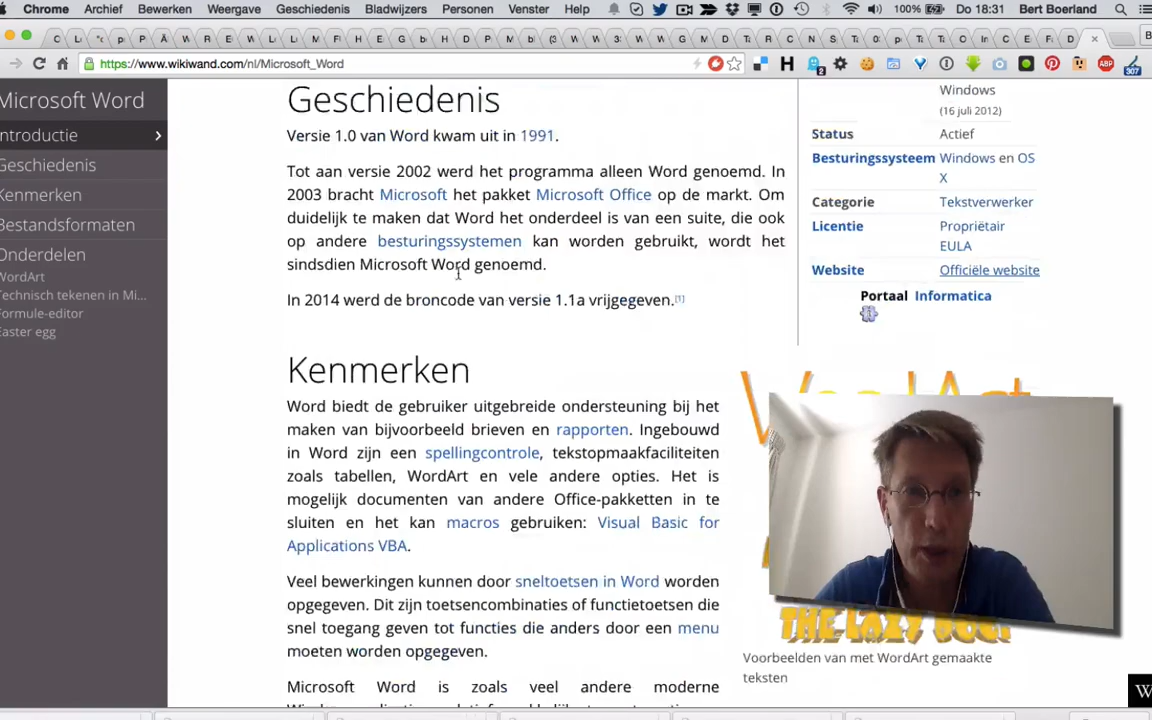 Chrome Archief Bewerken Weergave Geschiedenis Bladwijzers Personen Venster Help 100% Do 18:31 Bert Boerland
https://www.wikiwand.com/nl/Microsoft_Word
2
ABP
307
Microsoft Word
ntroductie
Geschiedenis
Kenmerken
Bestandsformaten
Onderdelen
WordArt
Technisch tekenen in Mi...
Formule-editor
Easter egg
Geschiedenis
Versie 1.0 van Word kwam uit in 1991.
Tot aan versie 2002 werd het programma alleen Word genoemd. In
2003 bracht Microsoft het pakket Microsoft Office op de markt. Om
duidelijk te maken dat Word het onderdeel is van een suite, die ook
op andere besturingssystemen kan worden gebruikt, wordt het
sindsdien Microsoft Word genoemd.
In 2014 werd de broncode van versie 1.1a vrijgegeven.[1]
Kenmerken
Word biedt de gebruiker uitgebreide ondersteuning bij het
maken van bijvoorbeeld brieven en rapporten. Ingebouwd
in Word zijn een spellingcontrole, tekstopmaakfaciliteiten
zoals tabellen, WordArt en vele andere opties. Het is
mogelijk documenten van andere Office-pakketten in te
sluiten en het kan macros gebruiken: Visual Basic for
Applications VBA.
Veel bewerkingen kunnen door sneltoetsen in Word worden
opgegeven. Dit zijn toetsencombinaties of functietoetsen die
snel toegang geven tot functies die anders door een menu
moeten worden opgegeven.
Microsoft Word is zoals veel andere moderne
Windows
(16 juli 2012)
Status Actief
Besturingssysteem Windows en OS
X
Categorie Tekstverwerker
Licentie Propriëtair
EULA
Website Officiële website
Portaal Informatica
WordArt
THE LAZY DOG!
Voorbeelden van met WordArt gemaakte
teksten
W